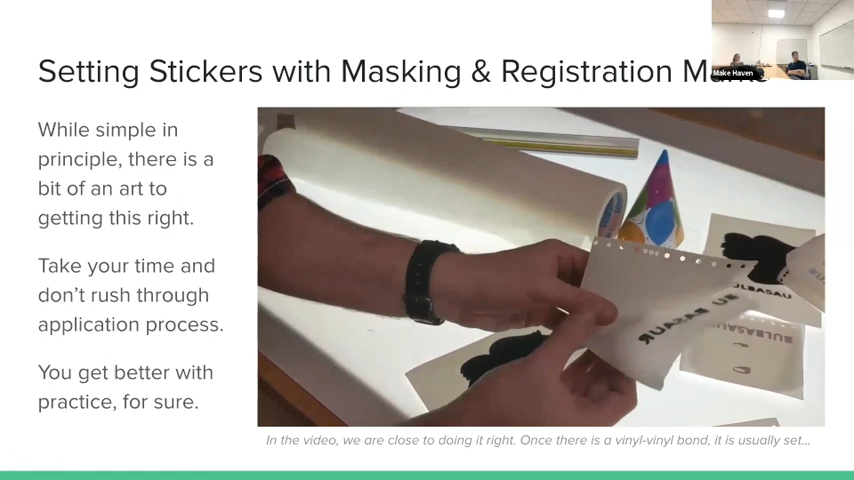 Make Haven
Setting Stickers with Masking & Registration
While simple in
principle, there is a
bit of an art to
getting this right.
Take your time and
don’t rush through
application process.
You get better with
practice, for sure.
BULBASAUR
ULBASAU
BULBASAU
In the video, we are close to doing it right. Once there is a vinyl-vinyl bond, it is usually set...